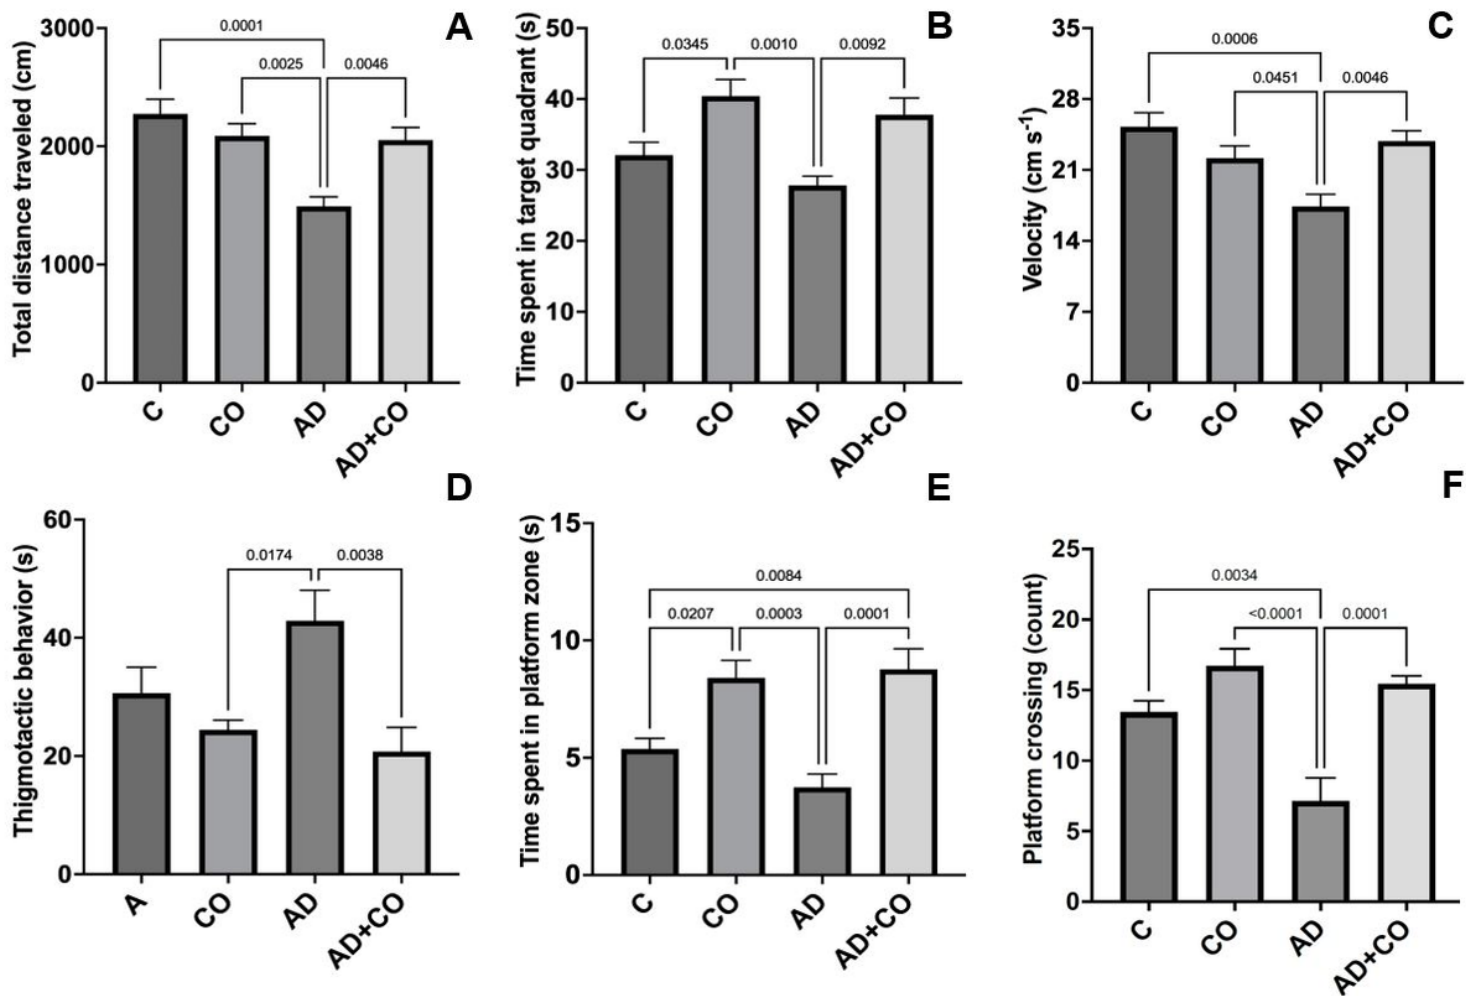 A
Total distance traveled (cm)
3000
2000
1000
0
0.0001
0.0025
0.0046
C
CO
AD
AD+CO
B
Time spent in target quadrant (s)
50
40
30
20
10
0
0.0345
0.0010
0.0092
C
CO
AD
AD+CO
C
Velocity (cm s-1)
35
28
21
14
7
0
0.0006
0.0451
0.0046
C
CO
AD
AD+CO
D
Thigmotactic behavior (s)
60
40
20
0
0.0174
0.0038
A
CO
AD
AD+CO
E
Time spent in platform zone (s)
15
10
5
0
0.0084
0.0207
0.0003
0.0001
C
CO
AD
AD+CO
F
Platform crossing (count)
25
20
15
10
5
0
0.0034
<0.0001
0.0001
C
CO
AD
AD+CO